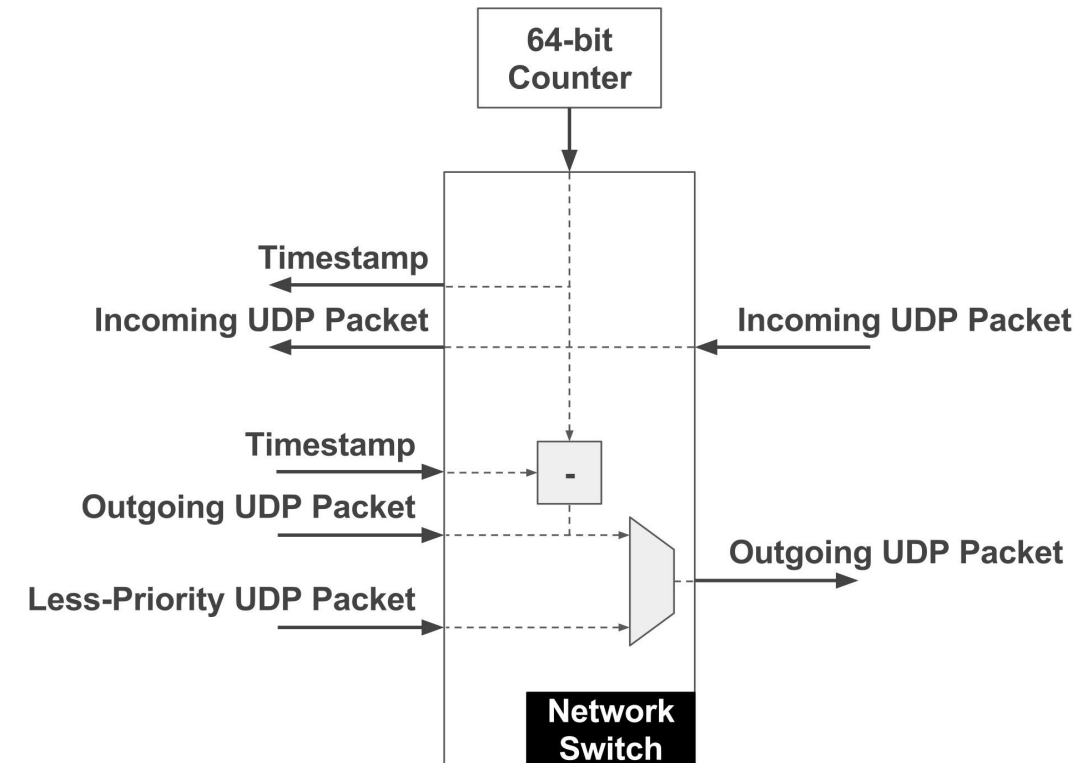 64-bit
Counter
Timestamp
Incoming UDP Packet
Incoming UDP Packet
Timestamp
-
Outgoing UDP Packet
Outgoing UDP Packet
Less-Priority UDP Packet
Network
Switch